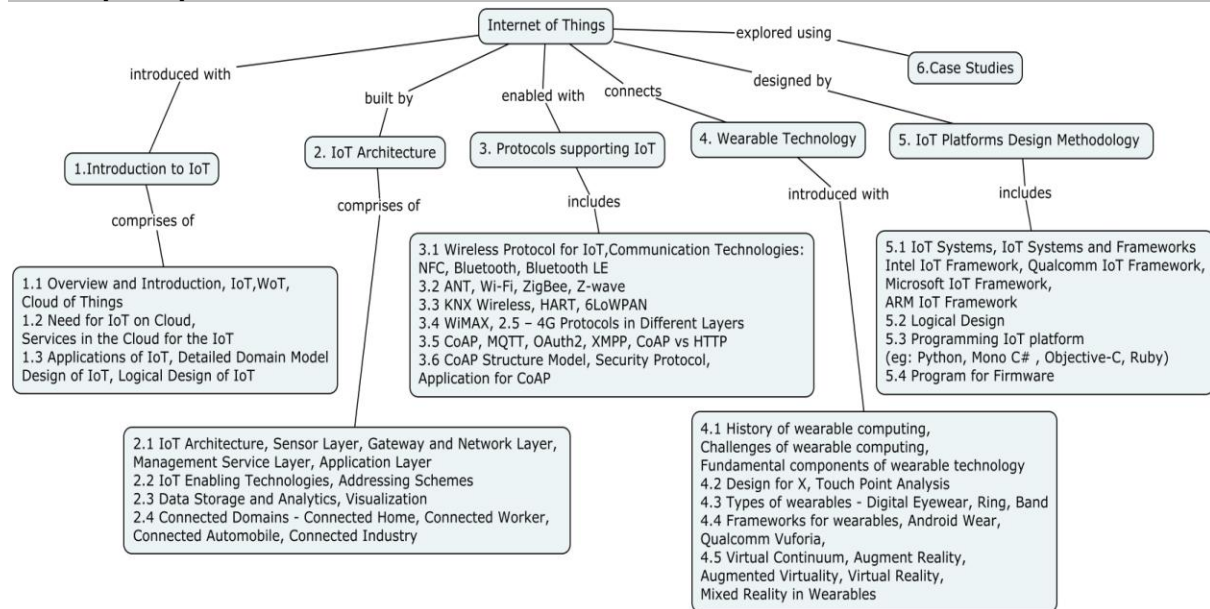 Internet of Things
explored using
6.Case Studies
introduced with
built by
enabled with
connects
designed by
1.Introduction to IoT
2. IoT Architecture
3. Protocols supporting IoT
4. Wearable Technology
5. IoT Platforms Design Methodology
comprises of
comprises of
includes
introduced with
includes
1.1 Overview and Introduction, IoT,WoT,
Cloud of Things
1.2 Need for IoT on Cloud,
Services in the Cloud for the IoT
1.3 Applications of IoT, Detailed Domain Model
Design of IoT, Logical Design of IoT
2.1 IoT Architecture, Sensor Layer, Gateway and Network Layer,
Management Service Layer, Application Layer
2.2 IoT Enabling Technologies, Addressing Schemes
2.3 Data Storage and Analytics, Visualization
2.4 Connected Domains - Connected Home, Connected Worker,
Connected Automobile, Connected Industry
3.1 Wireless Protocol for IoT,Communication Technologies:
NFC, Bluetooth, Bluetooth LE
3.2 ANT, Wi-Fi, ZigBee, Z-wave
3.3 KNX Wireless, HART, 6LoWPAN
3.4 WiMAX, 2.5 – 4G Protocols in Different Layers
3.5 CoAP, MQTT, OAuth2, XMPP, CoAP vs HTTP
3.6 CoAP Structure Model, Security Protocol,
Application for CoAP
4.1 History of wearable computing,
Challenges of wearable computing,
Fundamental components of wearable technology
4.2 Design for X, Touch Point Analysis
4.3 Types of wearables - Digital Eyewear, Ring, Band
4.4 Frameworks for wearables, Android Wear,
Qualcomm Vuforia,
4.5 Virtual Continuum, Augment Reality,
Augmented Virtuality, Virtual Reality,
Mixed Reality in Wearables
5.1 IoT Systems, IoT Systems and Frameworks
Intel IoT Framework, Qualcomm IoT Framework,
Microsoft IoT Framework,
ARM IoT Framework
5.2 Logical Design
5.3 Programming IoT platform
(eg: Python, Mono C# , Objective-C, Ruby)
5.4 Program for Firmware